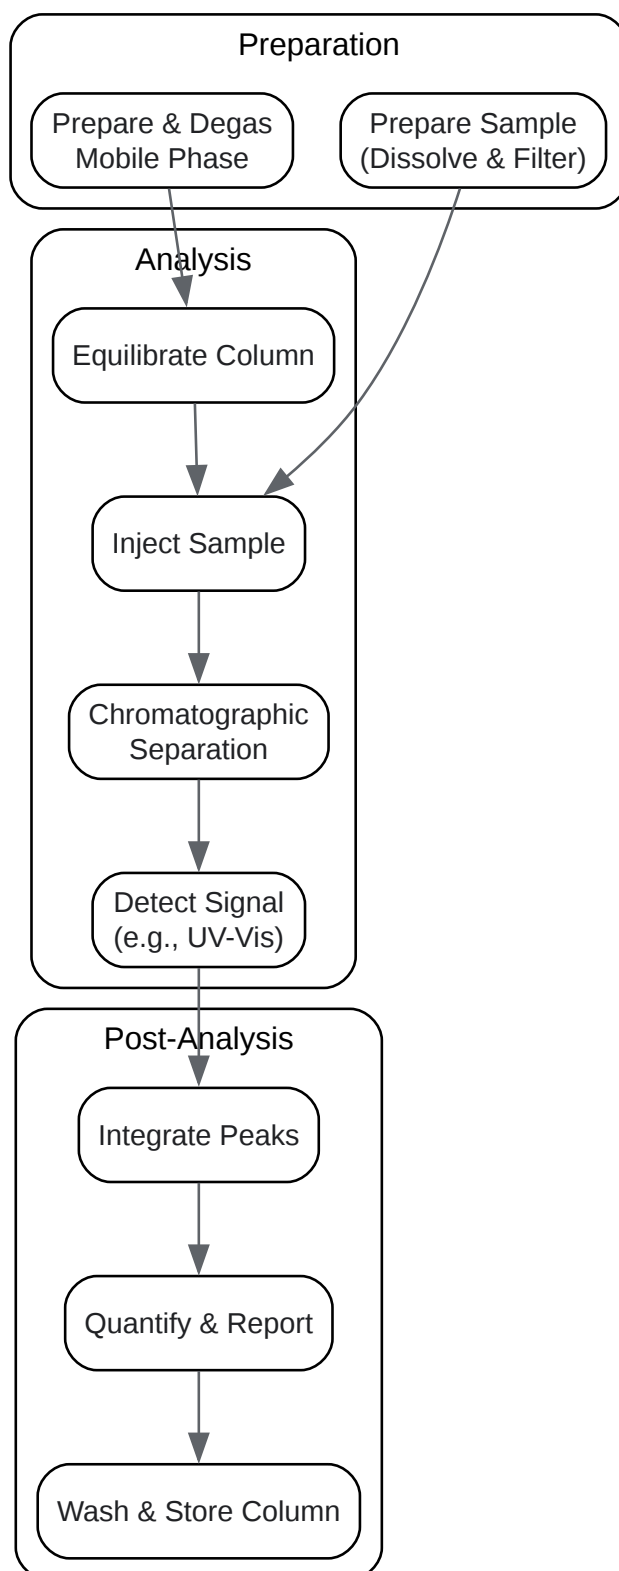 Preparation
Prepare & Degas
Mobile Phase
Prepare Sample
(Dissolve & Filter)
Analysis
Equilibrate Column
Inject Sample
Chromatographic
Separation
Detect Signal
(e.g., UV-Vis)
Post-Analysis
Integrate Peaks
Quantify & Report
Wash & Store Column